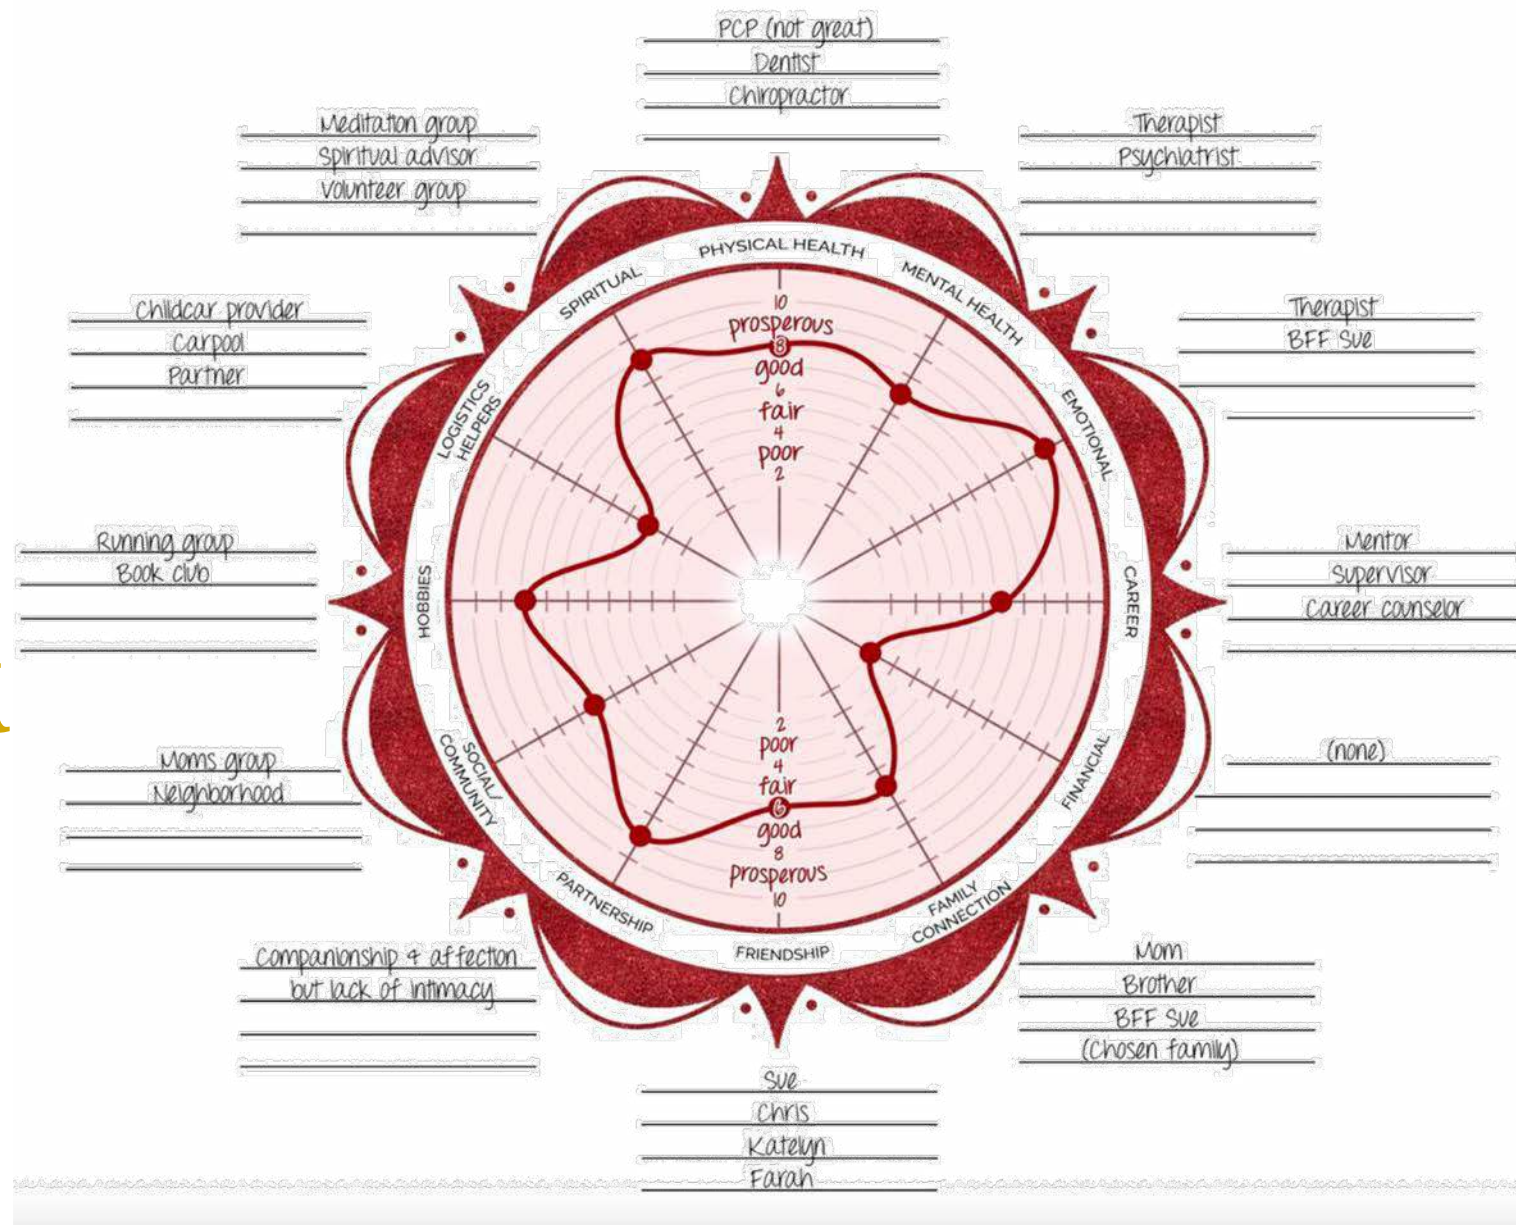 PCP (not great)
Dentist
Chiropractor
Meditation group
Spiritual advisor
Volunteer group
Therapist
Psychiatrist
Childcar provider
Carpool
Partner
Therapist
BFF Sue
Running group
Book club
Mentor
Supervisor
Career counselor
Moms group
Neighborhood
(none)
Companionship & affection
but lack of intimacy
Mom
Brother
BFF Sue
(Chosen family)
Sue
Chris
Katelyn
Farah
PHYSICAL HEALTH
MENTAL HEALTH
EMOTIONAL
CAREER
FINANCIAL
FAMILY
CONNECTION
FRIENDSHIP
PARTNERSHIP
SOCIAL/
COMMUNITY
HOBBIES
LOGISTICS
HELPERS
SPIRITUAL
10
prosperous
8
good
6
fair
4
poor
2
2
poor
4
fair
6
good
8
prosperous
10